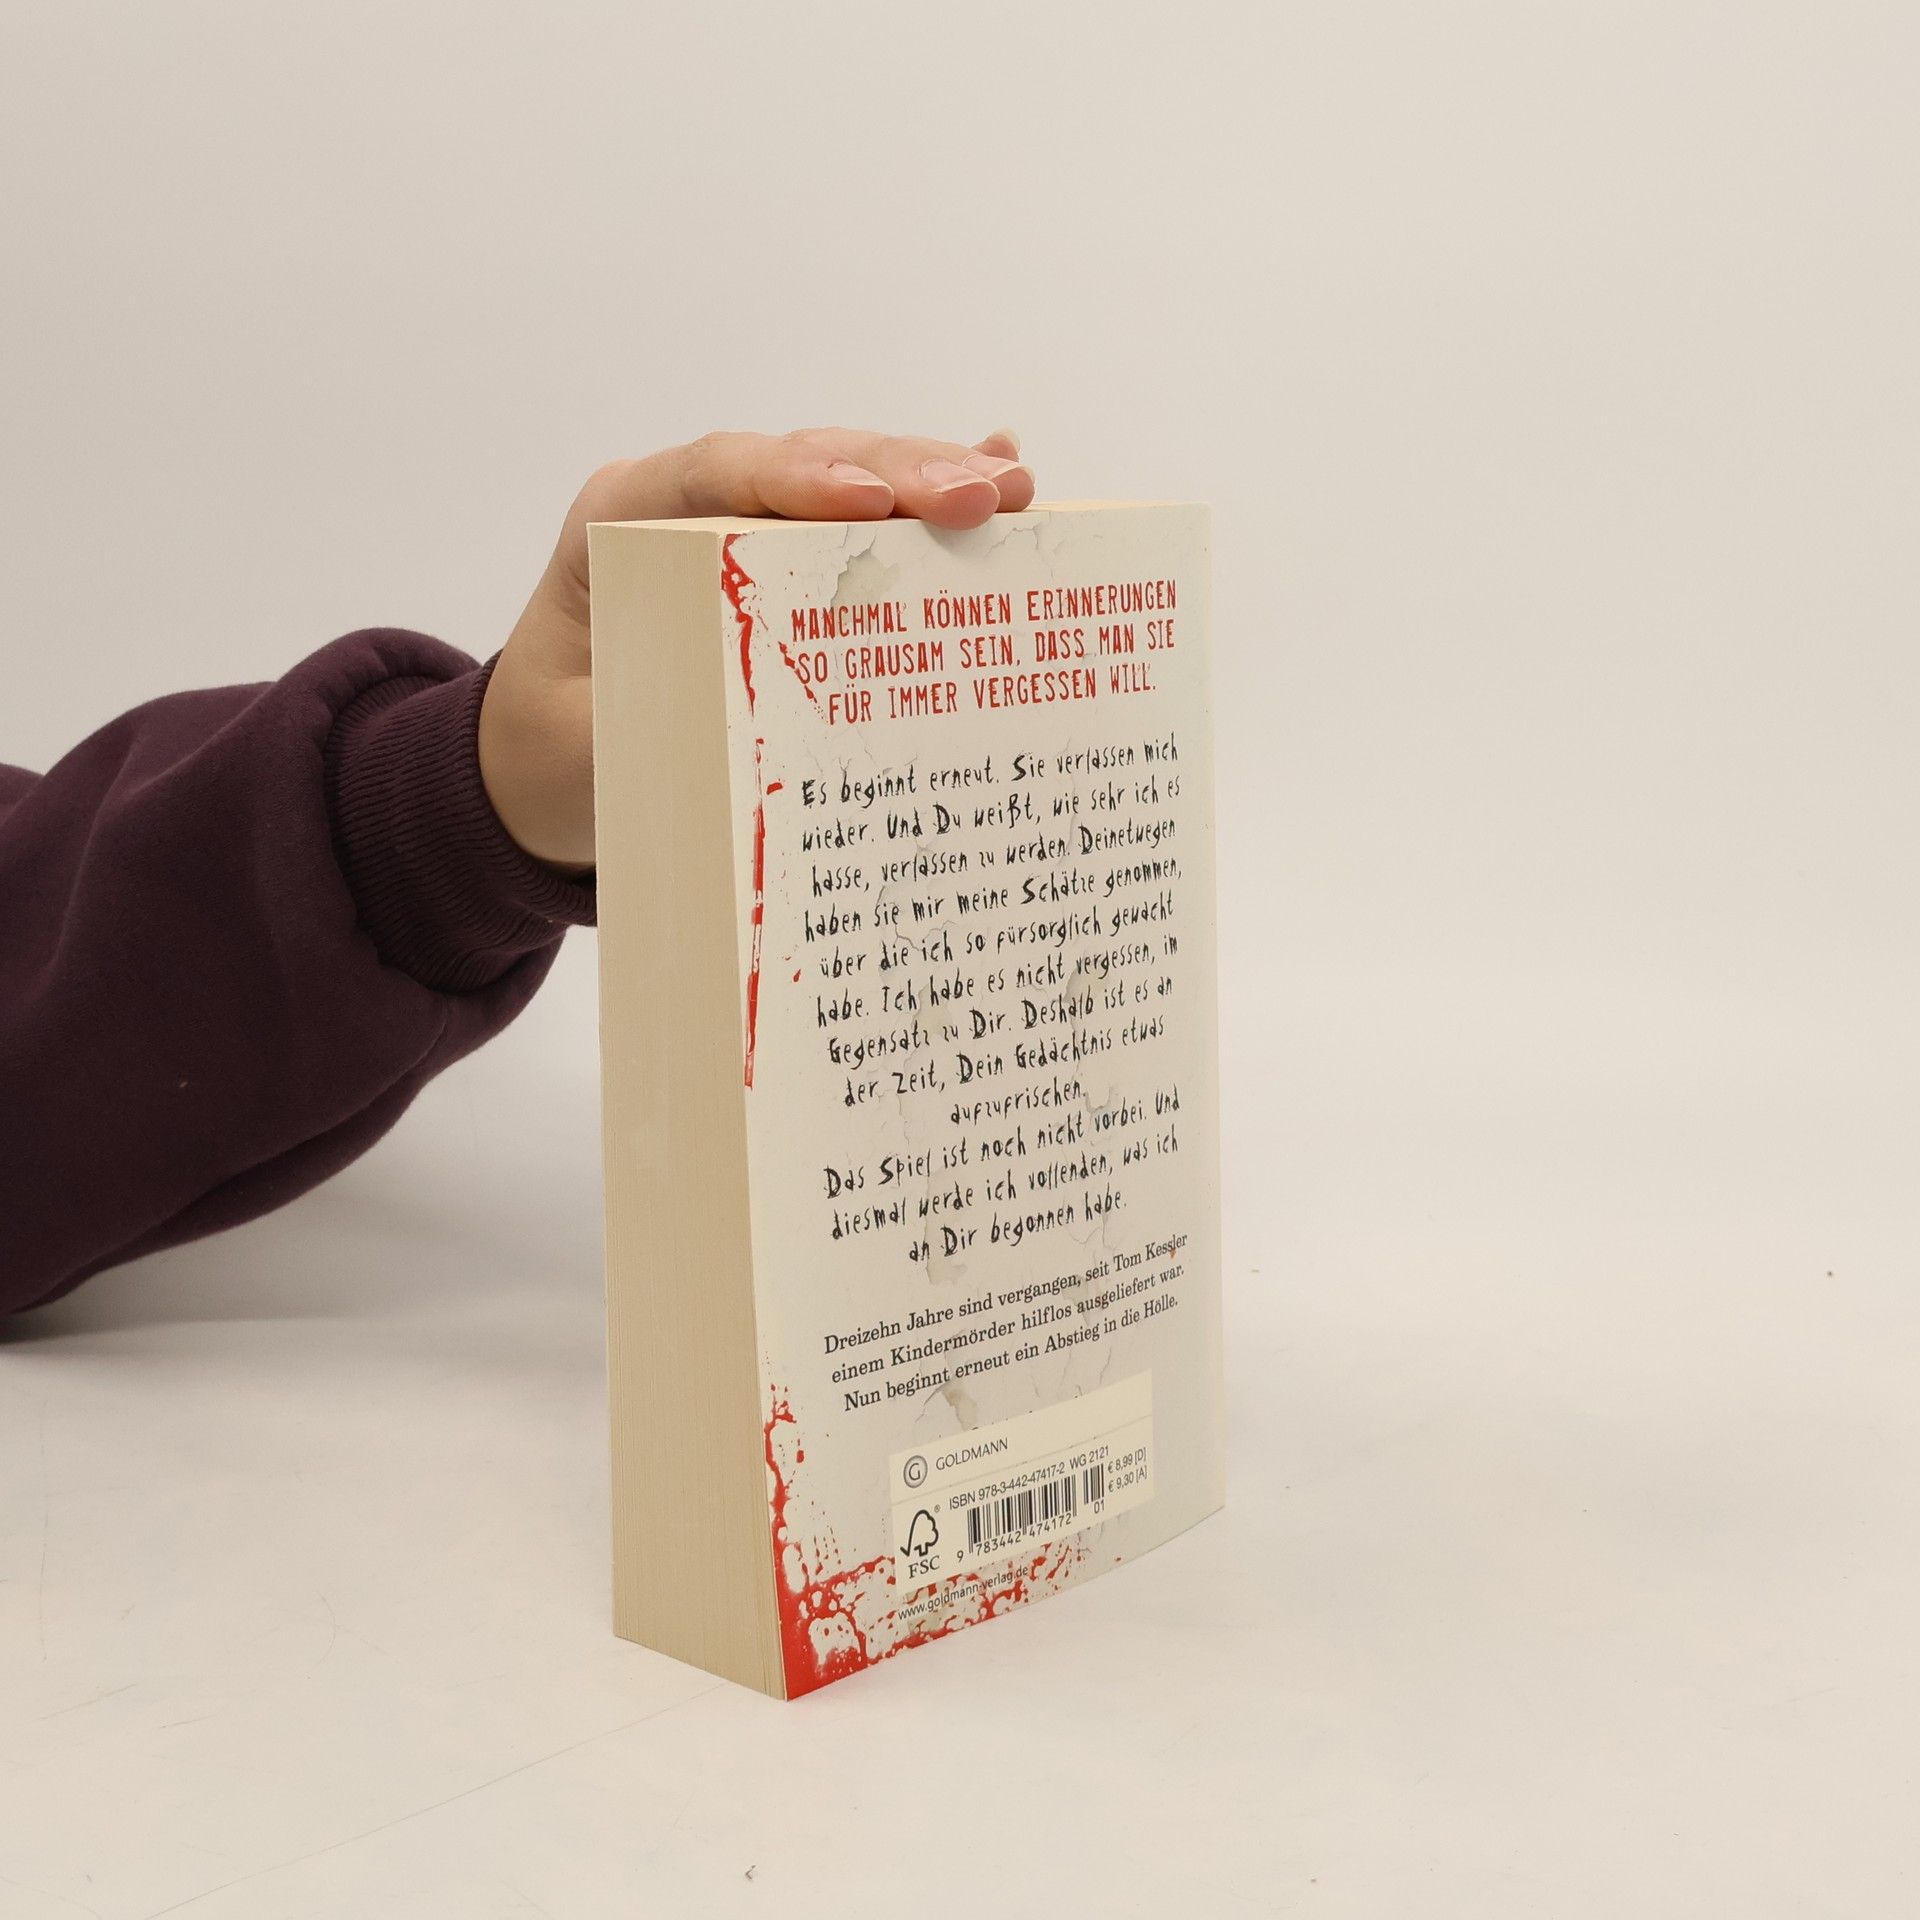 MANCHMAL KÖNNEN ERINNERUNGEN
SO GRAUSAM SEIN, DASS MAN SIE
FÜR IMMER VERGESSEN WILL.
Es beginnt erneut. Sie verlassen mich
wieder. Und Du weißt, wie sehr ich es
hasse, verlassen zu werden. Deinetwegen
haben sie mir meine Schätze genommen,
über die ich so fürsorglich gewacht
habe. Ich habe es nicht vergessen, im
Gegensatz zu Dir. Deshalb ist es an
der Zeit, Dein Gedächtnis etwas
aufzufrischen.
Das Spiel ist noch nicht vorbei. Und
diesmal werde ich vollenden, was ich
an Dir begonnen habe.
Dreizehn Jahre sind vergangen, seit Tom Kessler
einem Kindermörder hilflos ausgeliefert war.
Nun beginnt erneut ein Abstieg in die Hölle.
G GOLDMANN
ISBN 978-3-442-47417-2 WG 2121
€ 8,99 [D]
€ 9,30 [A]
01
9 783442 474172
® FSC
www.goldmann-verlag.de